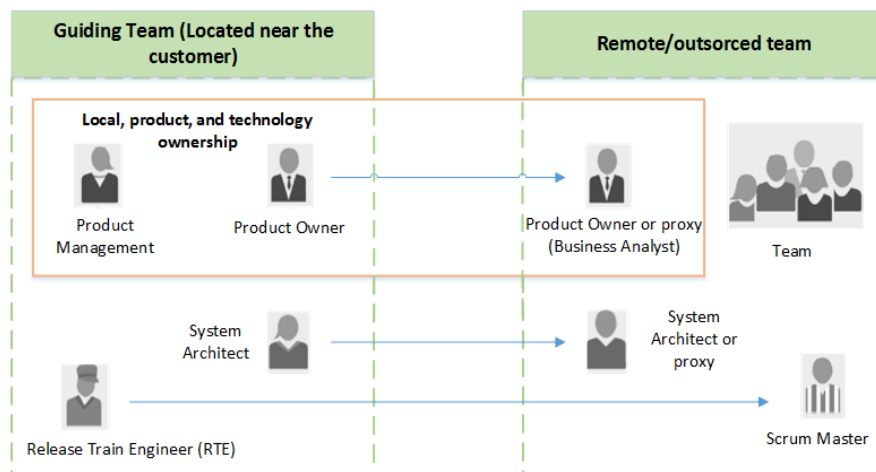 Guiding Team (Located near the
customer)
Remote/outsorced team
Local, product, and technology
ownership
Product
Management
Product Owner
Product Owner or proxy
(Business Analyst)
Team
System
Architect
System
Architect or
proxy
Release Train Engineer (RTE)
Scrum Master